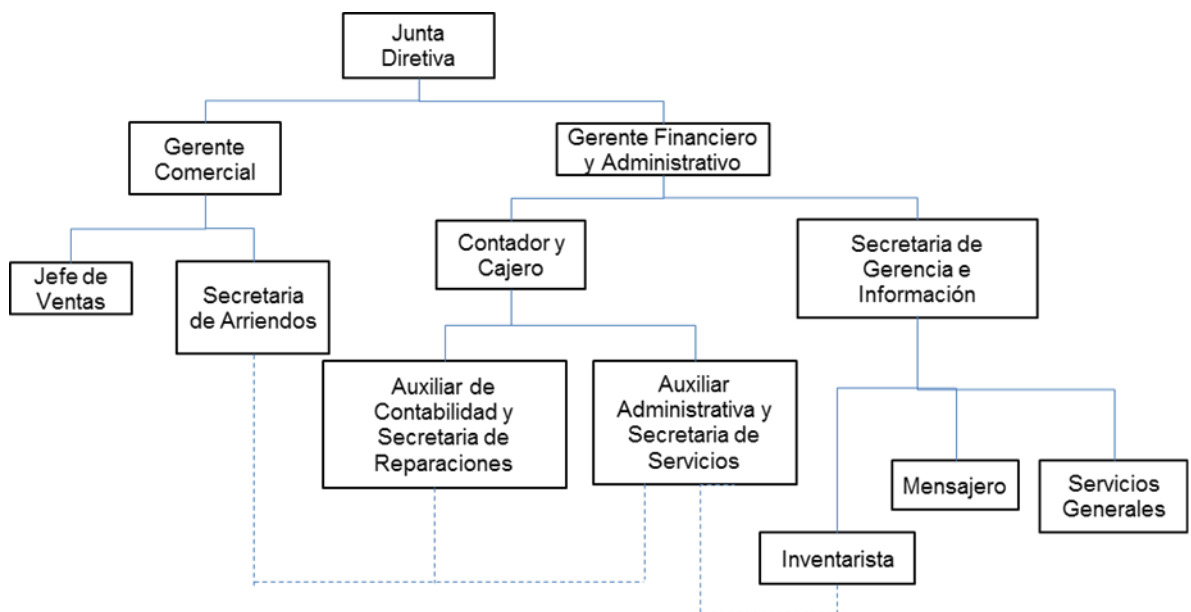 Junta
Diretiva
Gerente
Comercial
Gerente Financiero
y Administrativo
Jefe de
Ventas
Secretaria
de Arriendos
Contador y
Cajero
Secretaria de
Gerencia e
Información
Auxiliar de
Contabilidad y
Secretaria de
Reparaciones
Auxiliar
Administrativa y
Secretaria de
Servicios
Mensajero
Servicios
Generales
Inventarista